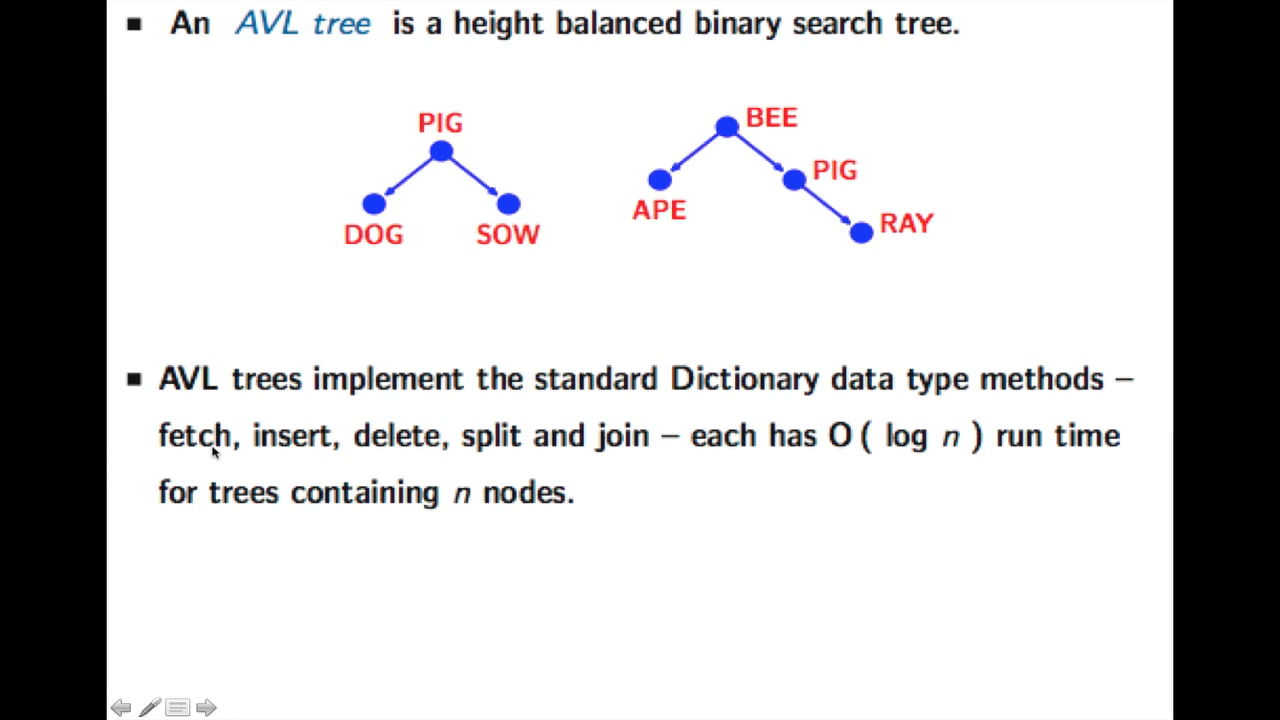 An AVL tree is a height balanced binary search tree.
PIG
DOG
SOW
BEE
PIG
APE
RAY
AVL trees implement the standard Dictionary data type methods –
fetch, insert, delete, split and join – each has O ( log n ) run time
for trees containing n nodes.